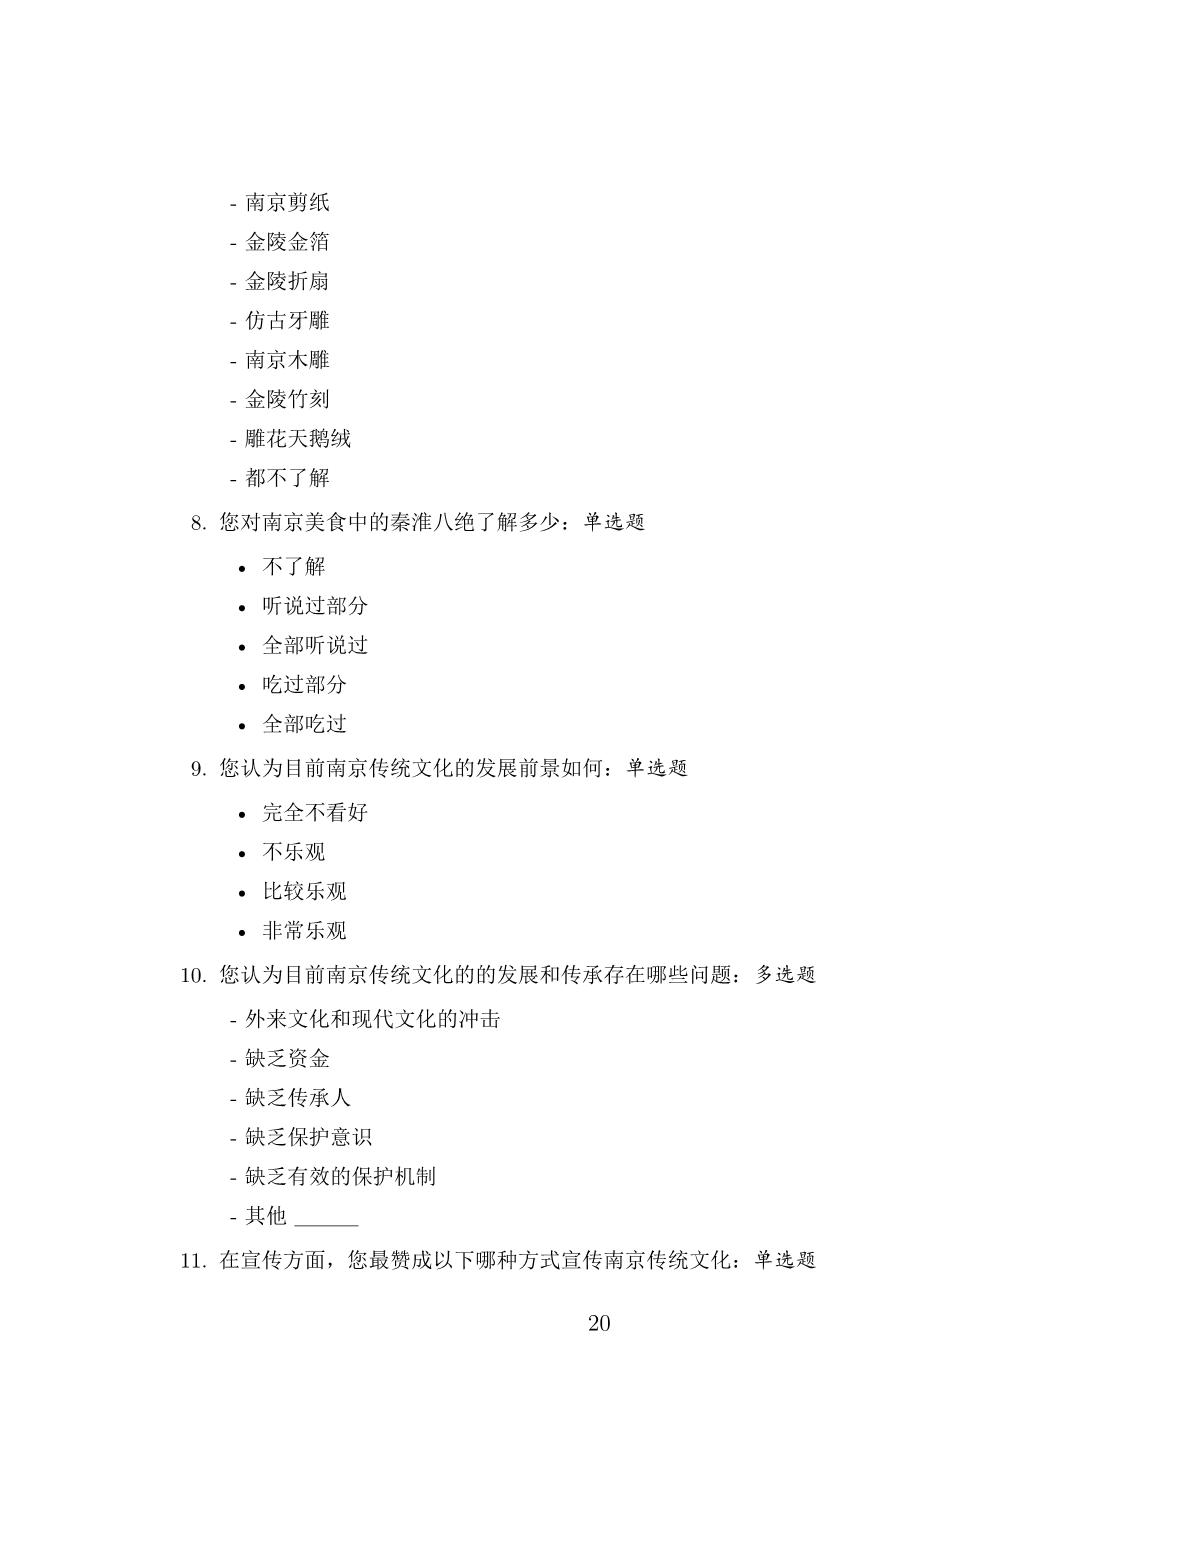 - 南京剪纸
- 金陵金箔
- 金陵折扇
- 仿古牙雕
- 南京木雕
- 金陵竹刻
- 雕花天鹅绒
- 都不了解
8. 您对南京美食中的秦淮八绝了解多少：单选题
• 不了解
• 听说过部分
• 全部听说过
• 吃过部分
• 全部吃过
9. 您认为目前南京传统文化的发展前景如何：单选题
• 完全不看好
• 不乐观
• 比较乐观
• 非常乐观
10. 您认为目前南京传统文化的的发展和传承存在哪些问题：多选题
- 外来文化和现代文化的冲击
- 缺乏资金
- 缺乏传承人
- 缺乏保护意识
- 缺乏有效的保护机制
- 其他 ______
11. 在宣传方面，您最赞成以下哪种方式宣传南京传统文化：单选题
20